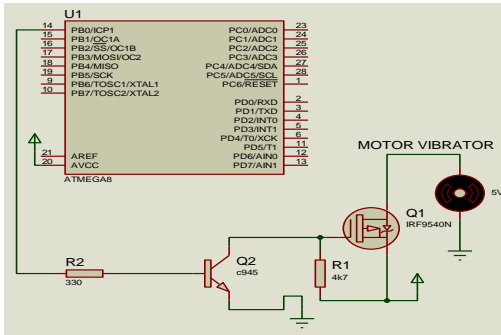 U1
14 PB0/ICP1 PC0/ADC0 23
15 PB1/OC1A PC1/ADC1 24
16 PB2/SS/OC1B PC2/ADC2 25
17 PB3/MOSI/OC2 PC3/ADC3 26
18 PB4/MISO PC4/ADC4/SDA 27
19 PB5/SCK PC5/ADC5/SCL 28
9 PB6/TOSC1/XTAL1 PC6/RESET 1
10 PB7/TOSC2/XTAL2
PD0/RXD 2
PD1/TXD 3
PD2/INT0 4
PD3/INT1 5
PD4/T0/XCK 6
PD5/T1 11
21 AREF PD6/AIN0 12
20 AVCC PD7/AIN1 13
ATMEGA8
MOTOR VIBRATOR
5V
Q1
IRF9540N
R2
330
Q2
c945
R1
4k7